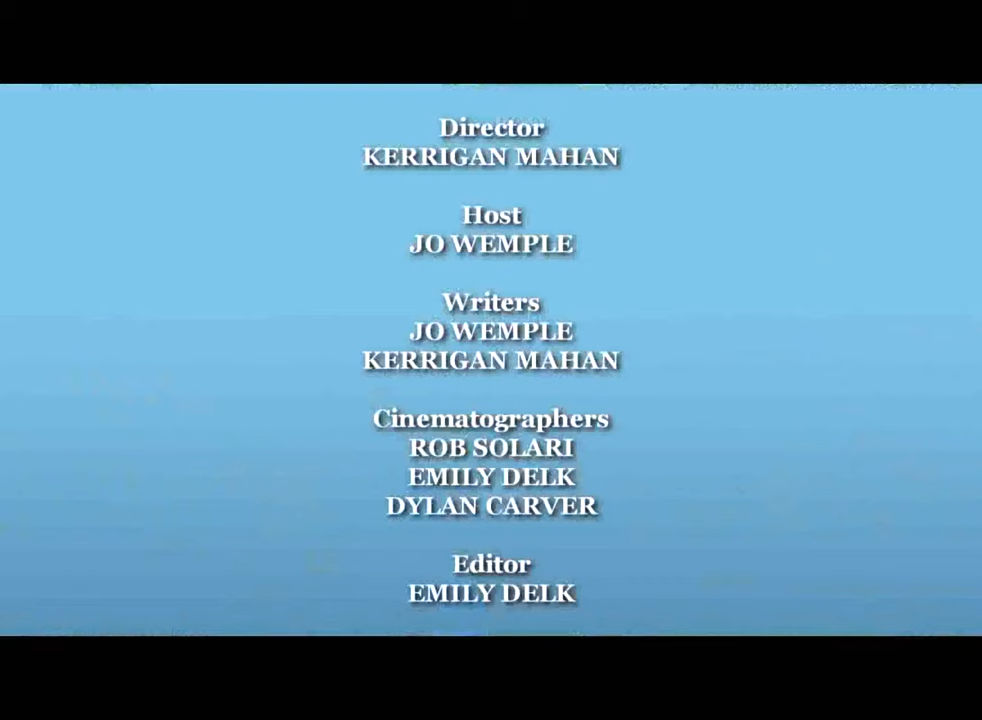 Director
KERRIGAN MAHAN
Host
JO WEMPLE
Writers
JO WEMPLE
KERRIGAN MAHAN
Cinematographers
ROB SOLARI
EMILY DELK
DYLAN CARVER
Editor
EMILY DELK